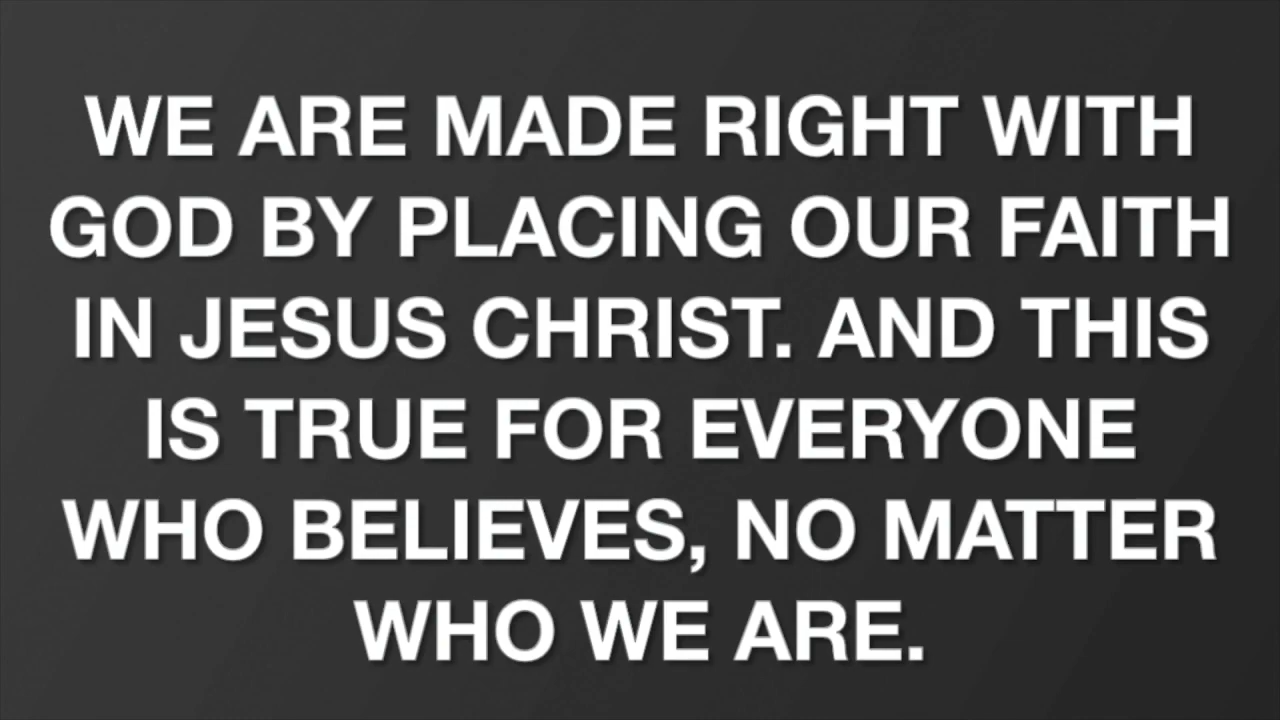 WE ARE MADE RIGHT WITH
GOD BY PLACING OUR FAITH
IN JESUS CHRIST. AND THIS
IS TRUE FOR EVERYONE
WHO BELIEVES, NO MATTER
WHO WE ARE.